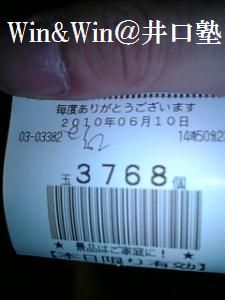 Win&Win@井口塾
毎度ありがとうございます
2010年06月10日
03-03382 14時50分22
玉 3768 個
★ ★
景品はご家庭に!
【本日限り有効】